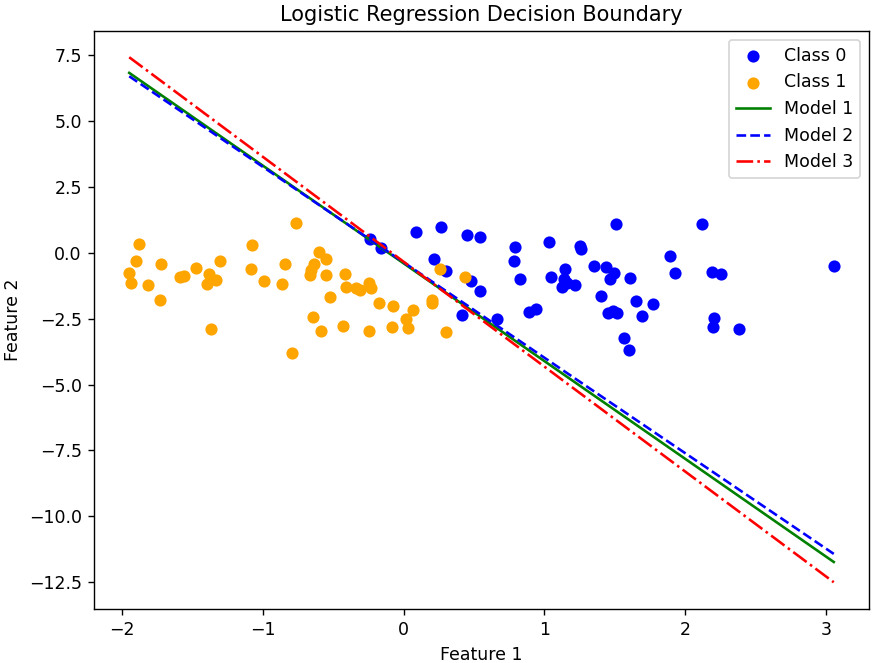 Logistic Regression Decision Boundary
Class 0
Class 1
Model 1
Model 2
Model 3
7.5
5.0
2.5
0.0
−2.5
−5.0
−7.5
−10.0
−12.5
Feature 2
−2
−1
0
1
2
3
Feature 1